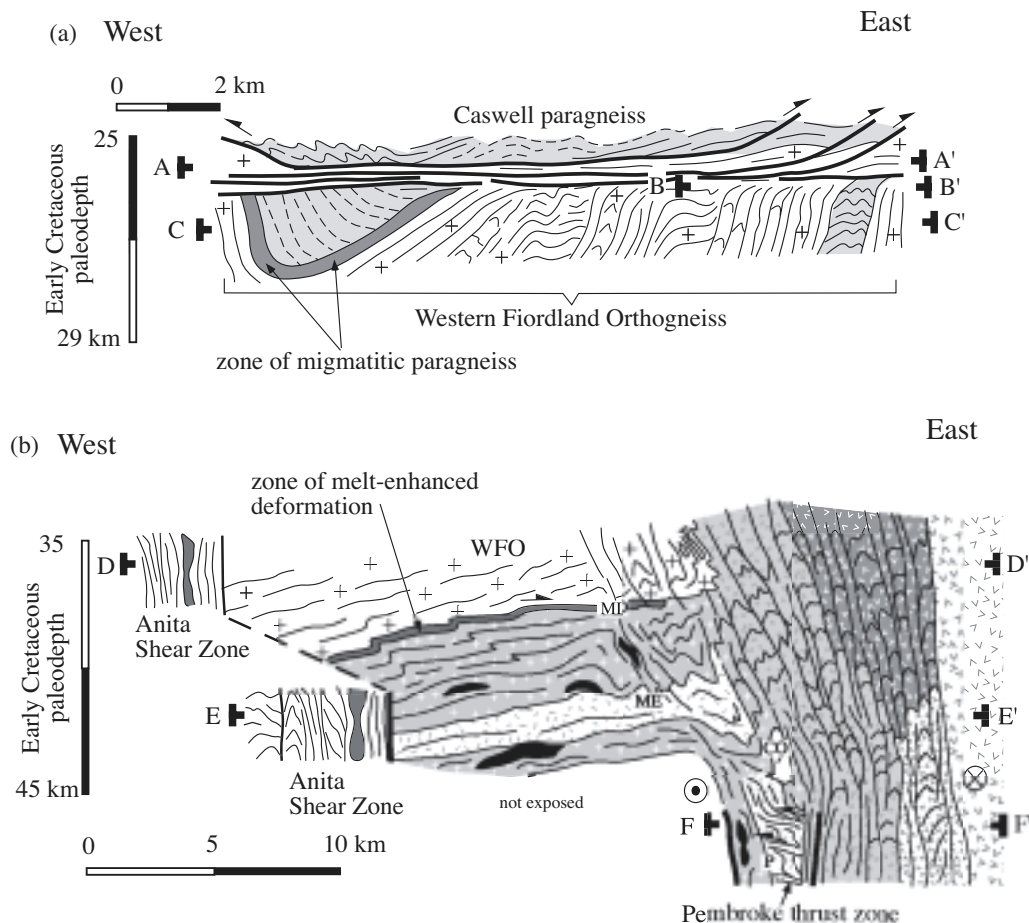 (a) West East
0 2 km
Caswell paragneiss
25
A A'
B B'
C C'
Early Cretaceous
paleodepth
29 km
Western Fiordland Orthogneiss
zone of migmatitic paragneiss
(b) West East
zone of melt-enhanced
deformation
35
WFO
D D'
MI
Anita
Shear Zone
Early Cretaceous
paleodepth
E ME E'
45 km
Anita
Shear Zone
not exposed
F F'
P
0 5 10 km
Pembroke thrust zone